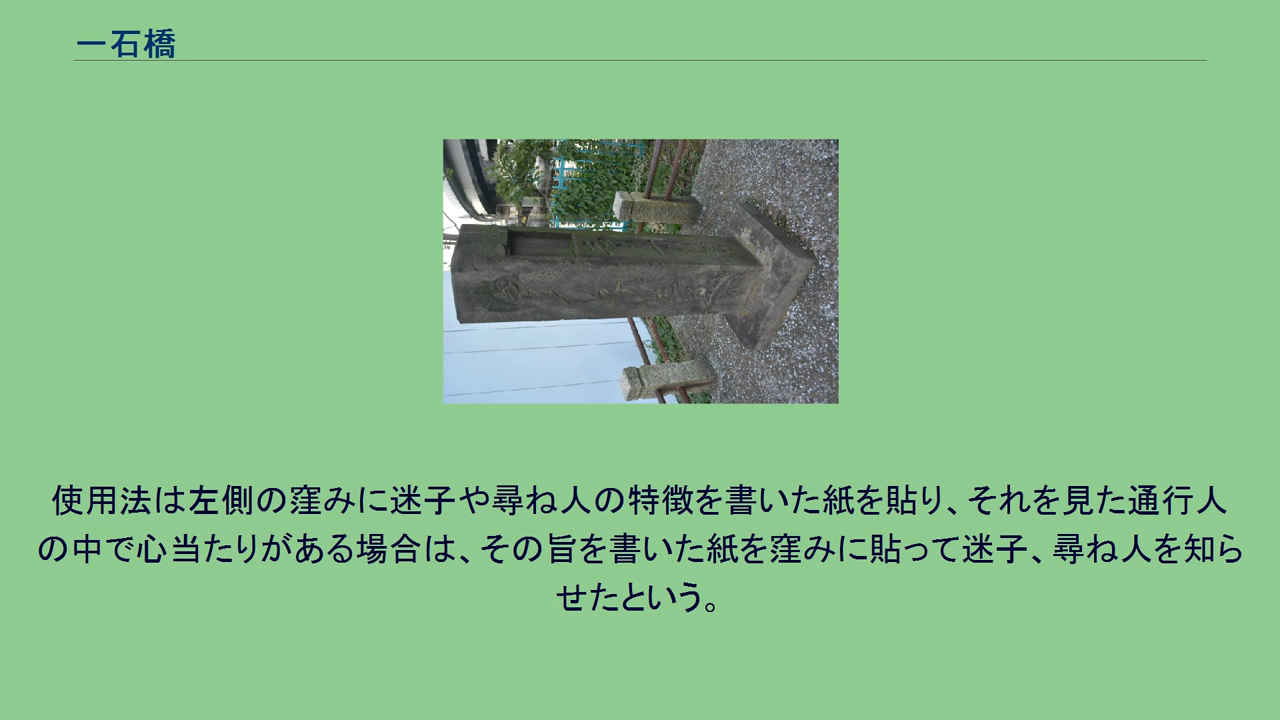 一石橋
使用法は左側の窪みに迷子や尋ね人の特徴を書いた紙を貼り、それを見た通行人
の中で心当たりがある場合は、その旨を書いた紙を窪みに貼って迷子、尋ね人を知ら
せたという。